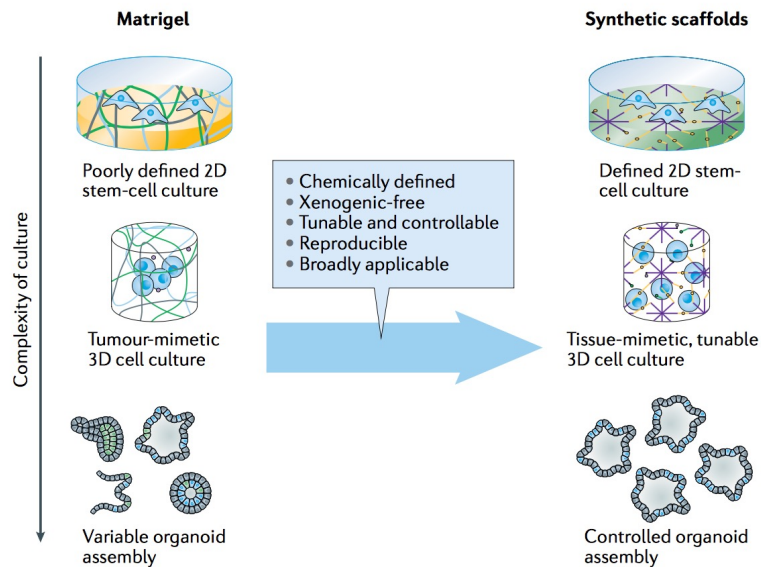 Matrigel
Synthetic scaffolds
Complexity of culture
Poorly defined 2D
stem-cell culture
Defined 2D stem-
cell culture
• Chemically defined
• Xenogenic-free
• Tunable and controllable
• Reproducible
• Broadly applicable
Tumour-mimetic
3D cell culture
Tissue-mimetic, tunable
3D cell culture
Variable organoid
assembly
Controlled organoid
assembly